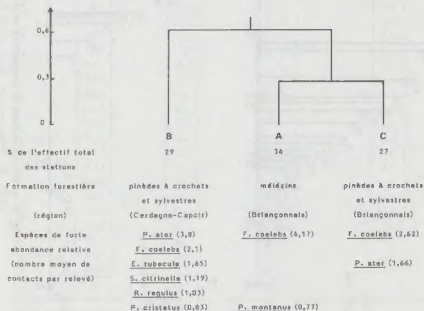 0,6
0,3
0
B A C
% de l'effectif total 29 34 27
des stations
Formation forestière pinèdes à crochets mélézins pinèdes à crochets
et sylvestres et sylvestres
(région) (Cerdagne-Capcir) (Briançonnais) (Briançonnais)
Espèces de forte P. ater (3,8) F. coelebs (6,17) F. coelebs (2,62)
abondance relative F. coelebs (2,1)
(nombre moyen de E. rubecula (1,65) P. ater (1,66)
contacts par relevé) S. citrinella (1,19)
R. regulus (1,03)
P. cristatus (0,83) P. montanus (0,77)